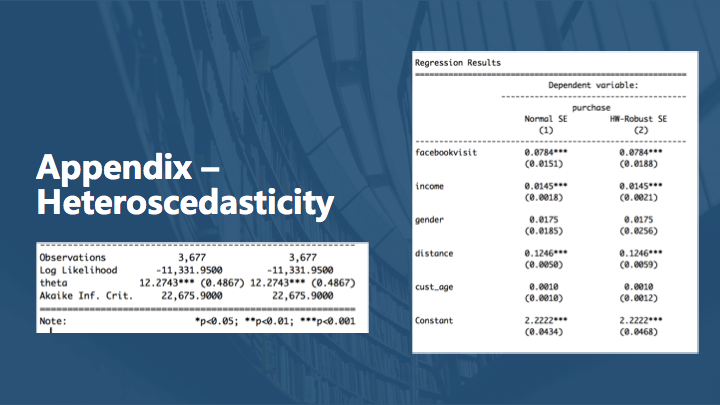 Appendix –
Heteroscedasticity
Observations 3,677 3,677
Log Likelihood -11,331.9500 -11,331.9500
theta 12.2743*** (0.4867) 12.2743*** (0.4867)
Akaike Inf. Crit. 22,675.9000 22,675.9000
Note: *p<0.05; **p<0.01; ***p<0.001
Regression Results
Dependent variable:
purchase
Normal SE HW-Robust SE
(1) (2)
facebookvisit 0.0784*** 0.0784***
(0.0151) (0.0188)
income 0.0145*** 0.0145***
(0.0018) (0.0021)
gender 0.0175 0.0175
(0.0185) (0.0256)
distance 0.1246*** 0.1246***
(0.0050) (0.0059)
cust_age 0.0010 0.0010
(0.0010) (0.0012)
Constant 2.2222*** 2.2222***
(0.0434) (0.0468)